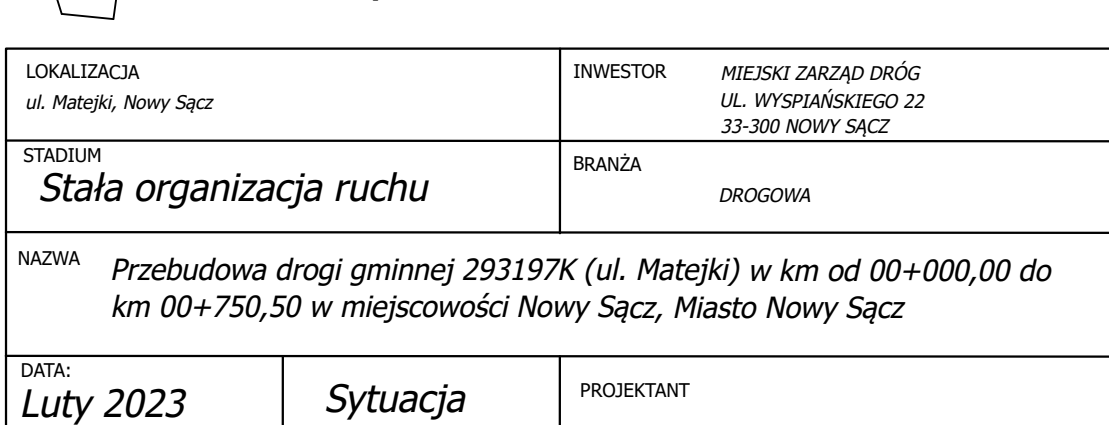 LOKALIZACJA
ul. Matejki, Nowy Sącz
INWESTOR
MIEJSKI ZARZĄD DRÓG
UL. WYSPIAŃSKIEGO 22
33-300 NOWY SĄCZ
STADIUM
Stała organizacja ruchu
BRANŻA
DROGOWA
NAZWA
Przebudowa drogi gminnej 293197K (ul. Matejki) w km od 00+000,00 do
km 00+750,50 w miejscowości Nowy Sącz, Miasto Nowy Sącz
DATA:
Luty 2023
Sytuacja
PROJEKTANT